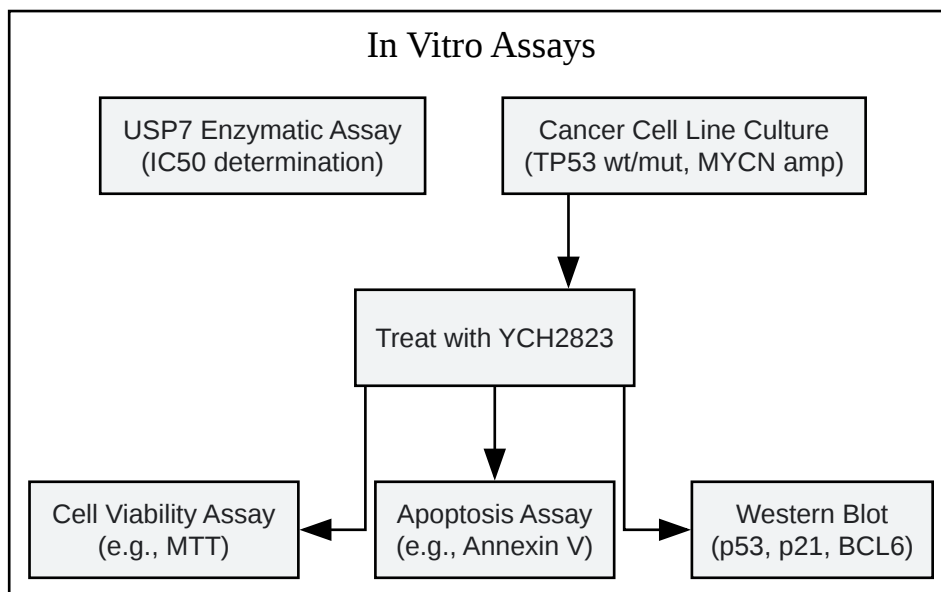 In Vitro Assays
USP7 Enzymatic Assay
(IC50 determination)
Cancer Cell Line Culture
(TP53 wt/mut, MYCN amp)
Treat with YCH2823
Cell Viability Assay
(e.g., MTT)
Apoptosis Assay
(e.g., Annexin V)
Western Blot
(p53, p21, BCL6)